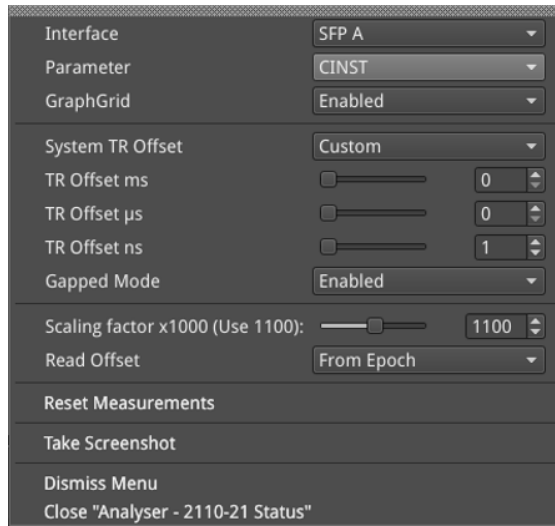 Interface SFP A
Parameter CINST
GraphGrid Enabled
System TR Offset Custom
TR Offset ms 0
TR Offset µs 0
TR Offset ns 1
Gapped Mode Enabled
Scaling factor x1000 (Use 1100): 1100
Read Offset From Epoch
Reset Measurements
Take Screenshot
Dismiss Menu
Close "Analyser - 2110-21 Status"